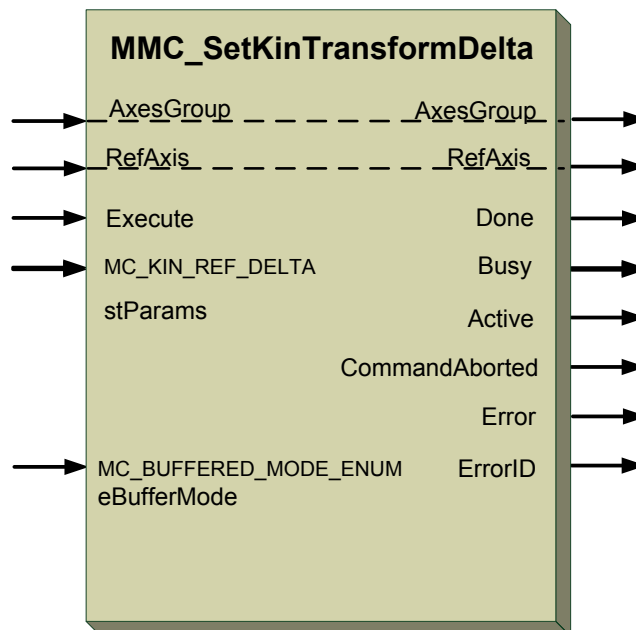 MMC_SetKinTransformDelta
AxesGroup AxesGroup
RefAxis RefAxis
Execute Done
MC_KIN_REF_DELTA Busy
stParams Active
CommandAborted
Error
MC_BUFFERED_MODE_ENUM ErrorID
eBufferMode